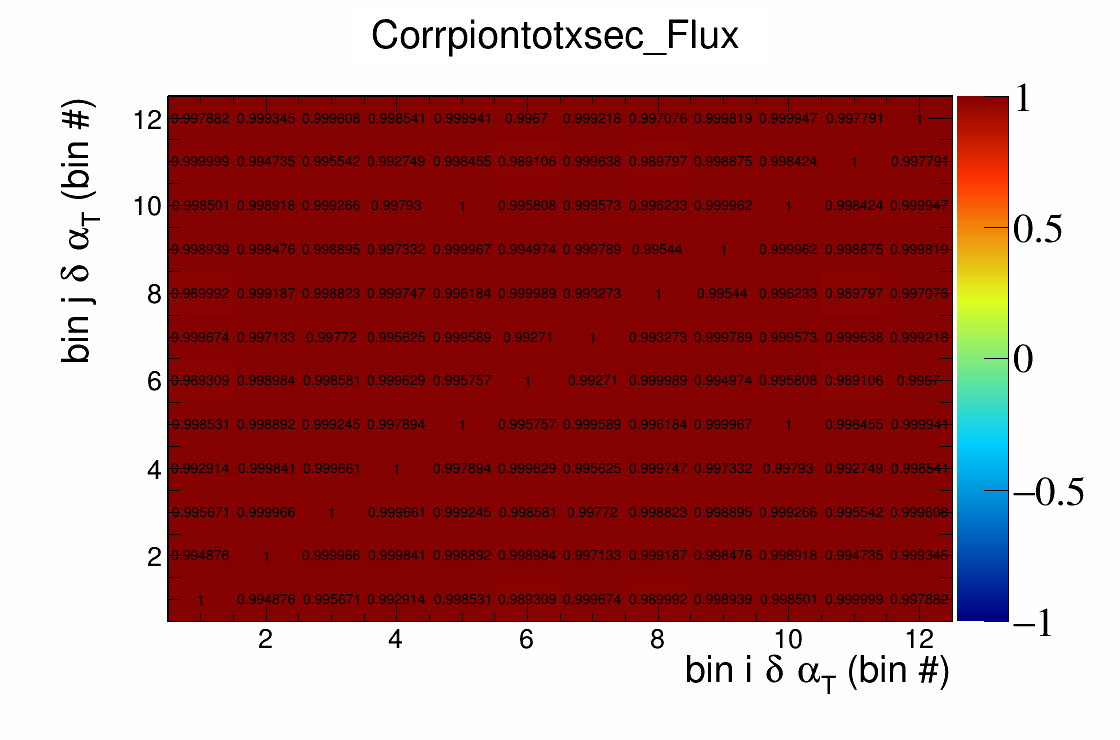 Corrpiontotxsec_Flux
bin j δ α_T (bin #)
12 0.997882 0.999345 0.999608 0.998541 0.999941 0.9967 0.999218 0.997076 0.999819 0.999947 0.997791 1
0.999999 0.994735 0.995542 0.992749 0.998455 0.989106 0.999638 0.989797 0.998875 0.998424 1 0.997791
10 0.998501 0.998918 0.999266 0.99793 1 0.995808 0.999573 0.996233 0.999962 1 0.998424 0.999947
0.998939 0.998476 0.998895 0.997332 0.999967 0.994974 0.999789 0.99544 1 0.999962 0.998875 0.999819
8 0.989992 0.999187 0.998823 0.999747 0.996184 0.999989 0.993273 1 0.99544 0.996233 0.989797 0.997076
0.999674 0.997133 0.99772 0.995625 0.999589 0.99271 1 0.993273 0.999789 0.999573 0.999638 0.999218
6 0.989309 0.998984 0.998581 0.999629 0.995757 1 0.99271 0.999989 0.994974 0.995808 0.989106 0.9967
0.998531 0.998892 0.999245 0.997894 1 0.995757 0.999589 0.996184 0.999967 1 0.998455 0.999941
4 0.992914 0.999841 0.999661 1 0.997894 0.999629 0.995625 0.999747 0.997332 0.99793 0.992749 0.998541
0.995671 0.999966 1 0.999661 0.999245 0.998581 0.99772 0.998823 0.998895 0.999266 0.995542 0.999608
2 0.994876 1 0.999966 0.999841 0.998892 0.998984 0.997133 0.999187 0.998476 0.998918 0.994735 0.999345
1 0.994876 0.995671 0.992914 0.998531 0.989309 0.999674 0.989992 0.998939 0.998501 0.999999 0.997882
2 4 6 8 10 12
bin i δ α_T (bin #)
1
0.5
0
−0.5
−1